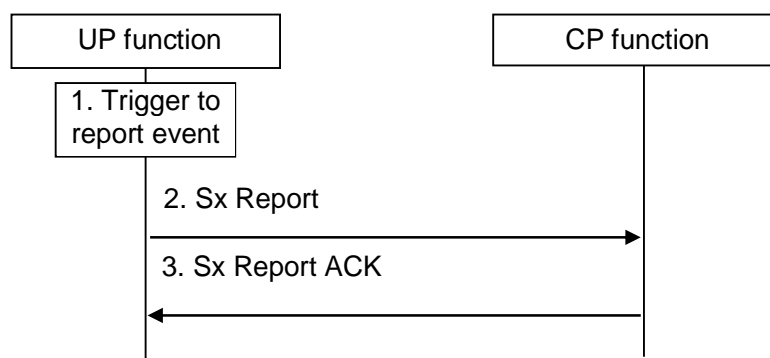 UP function
CP function
1. Trigger to
report event
2. Sx Report
3. Sx Report ACK